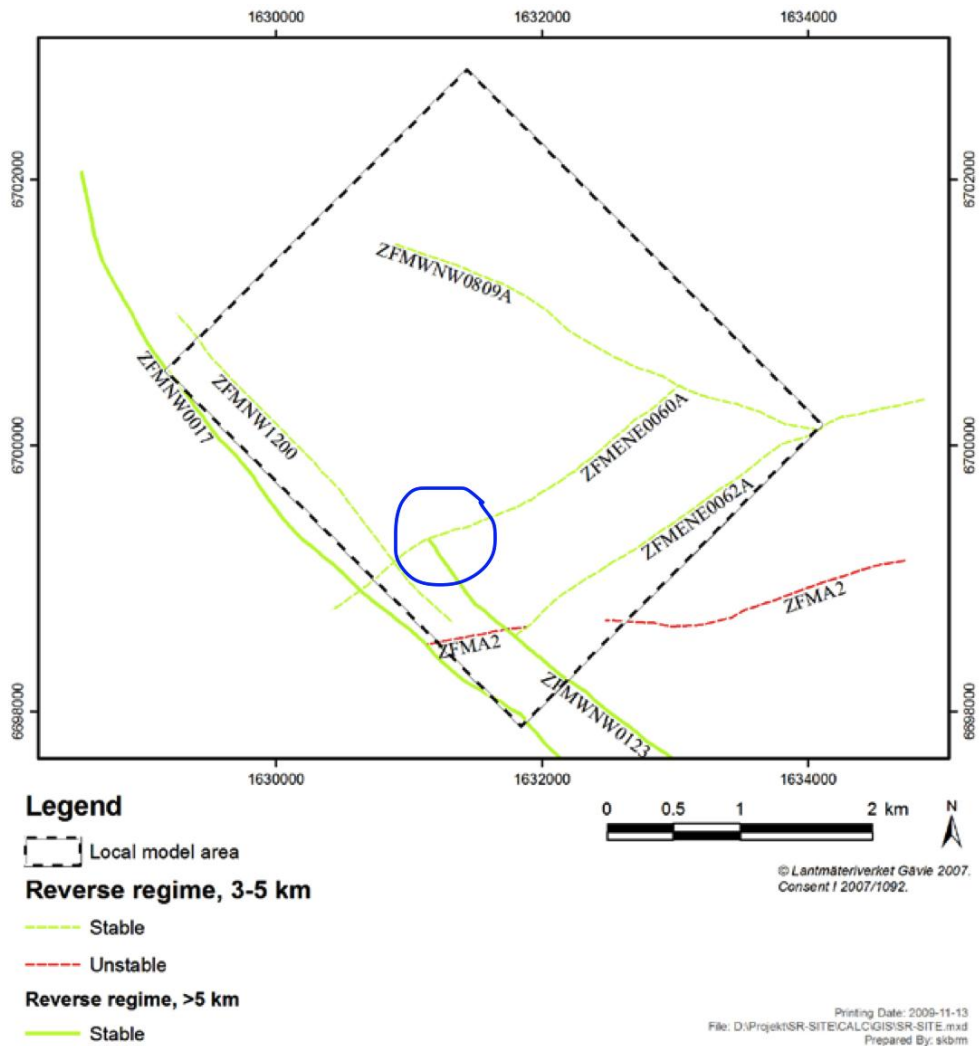 1630000 1632000 1634000
6702000 6702000
6700000 6700000
6698000 6698000
ZFMWNW0809A
ZFMNW0017
ZFMNW1200
ZFMENE0060A
ZFMENE0062A
ZFMA2
ZFMA2
ZFMWNW0123
1630000 1632000 1634000
Legend
Local model area
Reverse regime, 3-5 km
Stable
Unstable
Reverse regime, >5 km
Stable
0 0.5 1 2 km
N
© Lantmäteriverket Gävle 2007.
Consent I 2007/1092.
Printing Date: 2009-11-13
File: D:\Projekt\SR-SITE\CALC\GIS\SR-SITE.mxd
Prepared By: skbrm